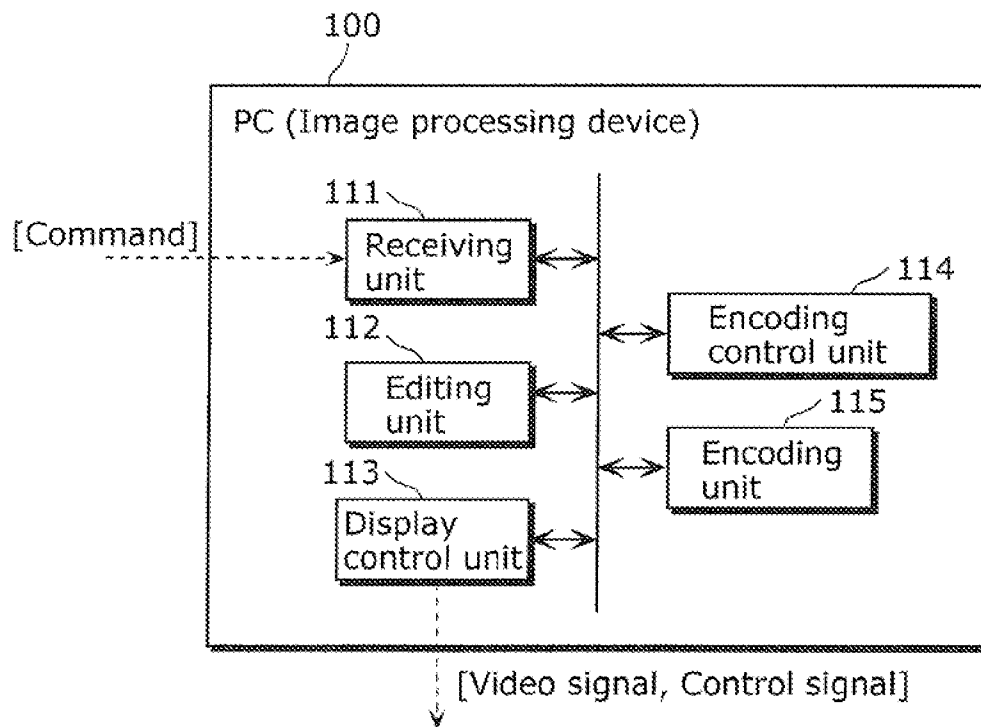 100
PC (Image processing device)
111
[Command]
Receiving
unit
114
Encoding
control unit
112
Editing
unit
115
Encoding
unit
113
Display
control unit
[Video signal, Control signal]